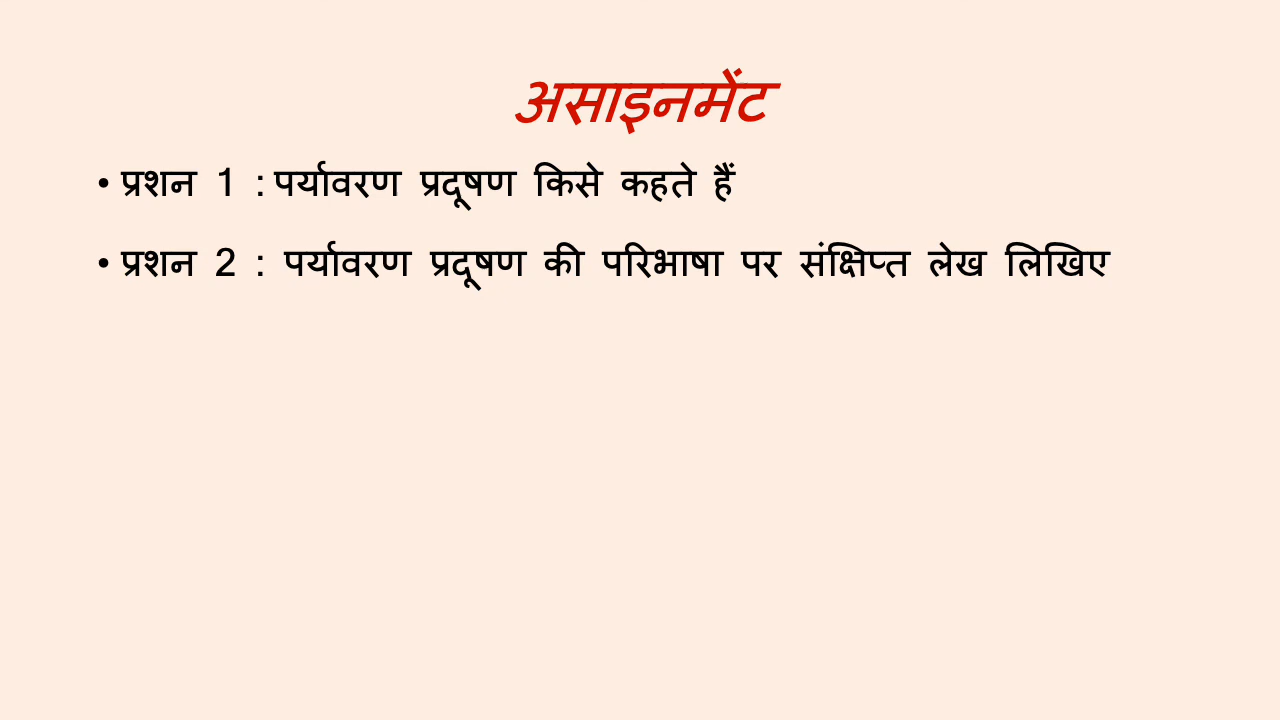 असाइनमेंट
• प्रशन 1 : पर्यावरण प्रदूषण किसे कहते हैं
• प्रशन 2 : पर्यावरण प्रदूषण की परिभाषा पर संक्षिप्त लेख लिखिए